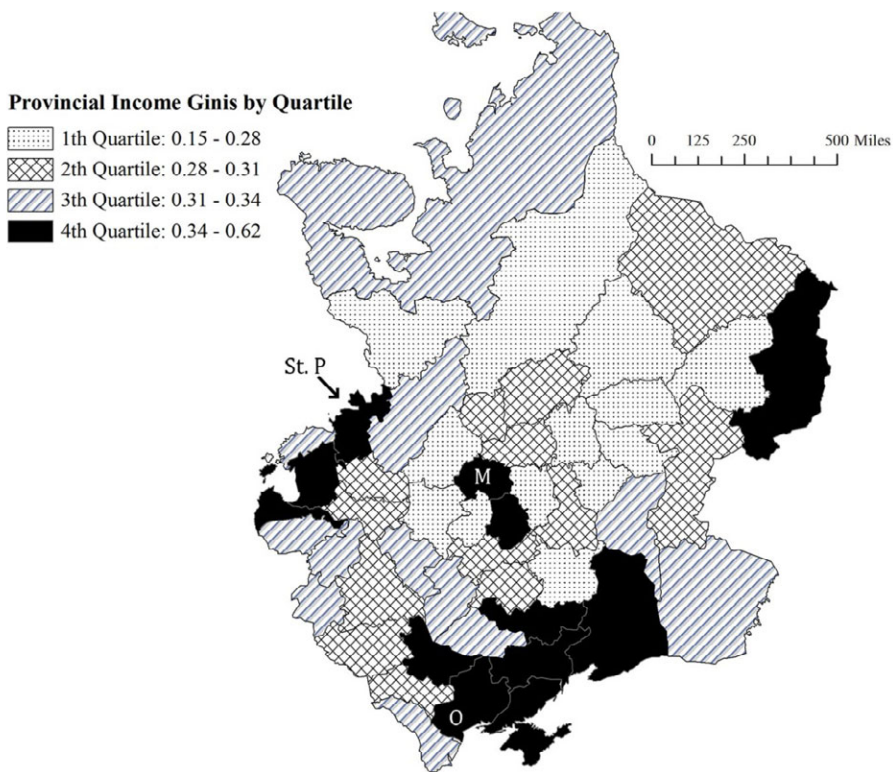 Provincial Income Ginis by Quartile
1th Quartile: 0.15 - 0.28
2th Quartile: 0.28 - 0.31
3th Quartile: 0.31 - 0.34
4th Quartile: 0.34 - 0.62
0 125 250 500 Miles
St. P
M
O